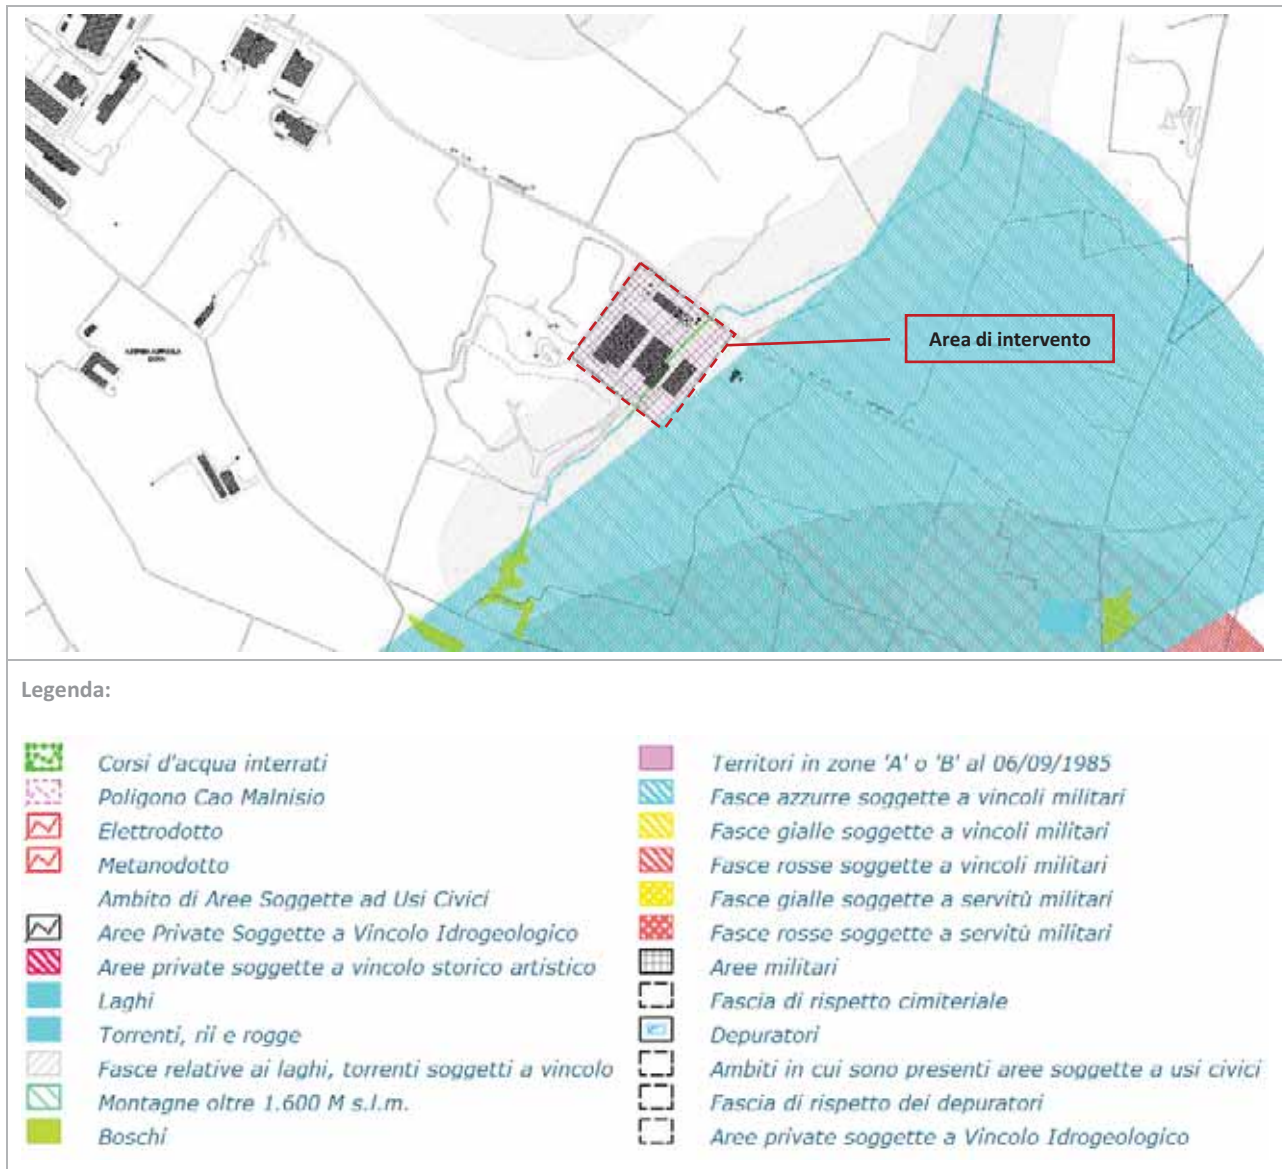 Area di intervento
Legenda:
Corsi d'acqua interrati
Poligono Cao Malnisio
Elettrodotto
Metanodotto
Ambito di Aree Soggette ad Usi Civici
Aree Private Soggette a Vincolo Idrogeologico
Aree private soggette a vincolo storico artistico
Laghi
Torrenti, rii e rogge
Fasce relative ai laghi, torrenti soggetti a vincolo
Montagne oltre 1.600 M s.l.m.
Boschi
Territori in zone 'A' o 'B' al 06/09/1985
Fasce azzurre soggette a vincoli militari
Fasce gialle soggette a vincoli militari
Fasce rosse soggette a vincoli militari
Fasce gialle soggette a servitù militari
Fasce rosse soggette a servitù militari
Aree militari
Fascia di rispetto cimiteriale
Depuratori
Ambiti in cui sono presenti aree soggette a usi civici
Fascia di rispetto dei depuratori
Aree private soggette a Vincolo Idrogeologico